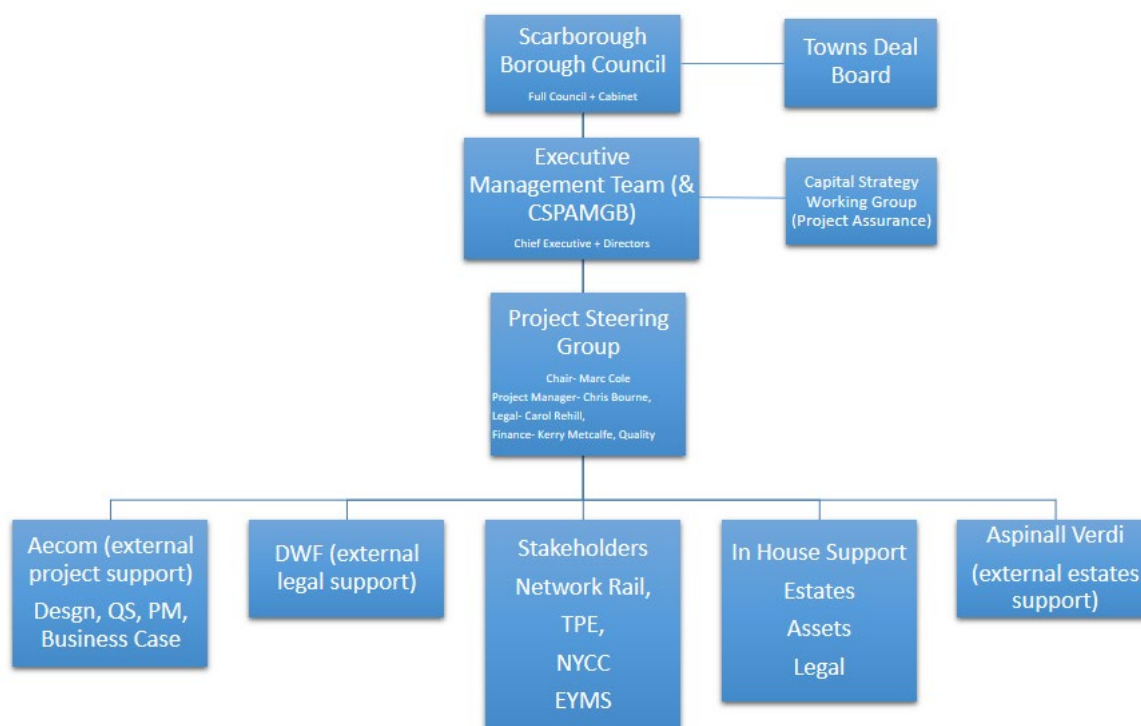 Scarborough
Borough Council
Full Council + Cabinet
Towns Deal
Board
Executive
Management Team (&
CSPAMGB)
Chief Executive + Directors
Capital Strategy
Working Group
(Project Assurance)
Project Steering
Group
Chair- Marc Cole
Project Manager- Chris Bourne,
Legal- Carol Rehill,
Finance- Kerry Metcalfe, Quality
Aecom (external
project support)
Desgn, QS, PM,
Business Case
DWF (external
legal support)
Stakeholders
Network Rail,
TPE,
NYCC
EYMS
In House Support
Estates
Assets
Legal
Aspinall Verdi
(external estates
support)